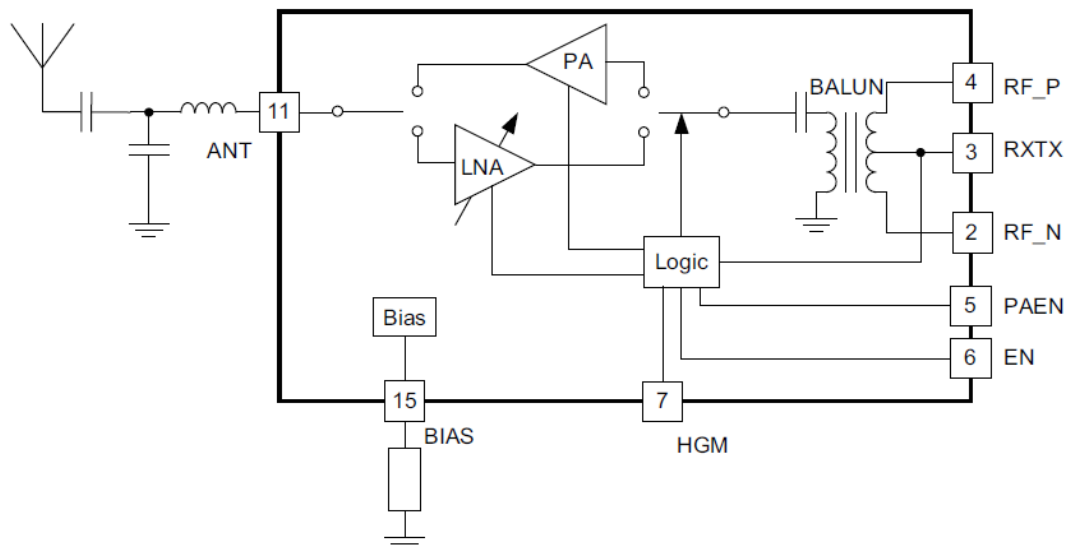 PA
BALUN
4
RF_P
11
ANT
LNA
3
RXTX
2
RF_N
Logic
5
PAEN
Bias
6
EN
15
BIAS
7
HGM